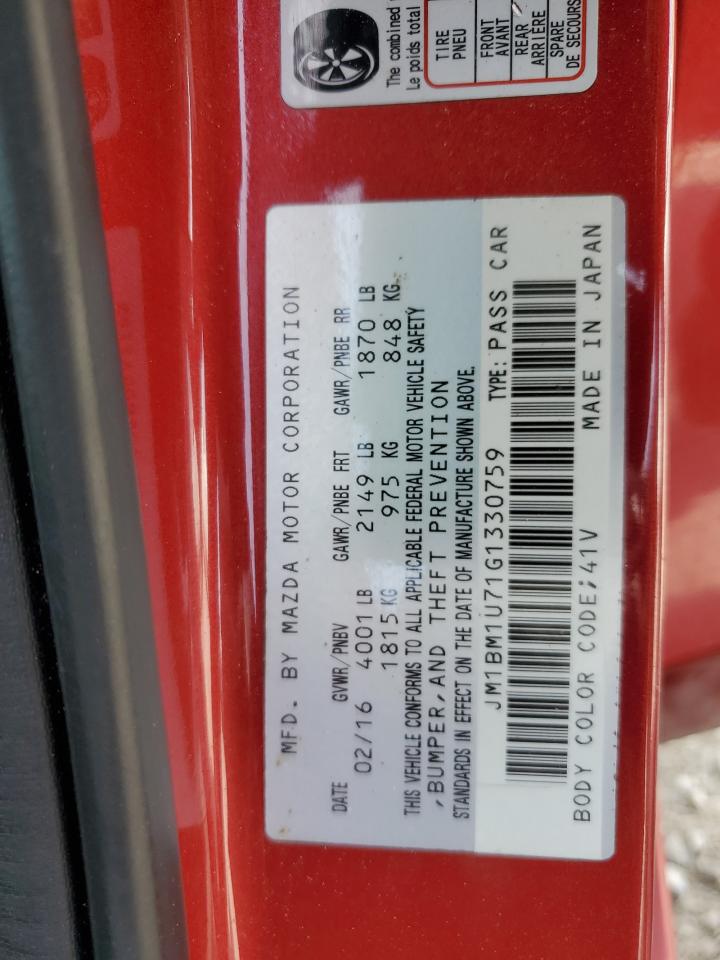 MFD. BY MAZDA MOTOR CORPORATION
DATE GVWR/PNBV GAWR/PNBE FRT GAWR/PNBE RR
02/16 4001 LB 2149 LB 1870 LB
1815 KG 975 KG 848 KG
THIS VEHICLE CONFORMS TO ALL APPLICABLE FEDERAL MOTOR VEHICLE SAFETY
,BUMPER,AND THEFT PREVENTION
STANDARDS IN EFFECT ON THE DATE OF MANUFACTURE SHOWN ABOVE.
JM1BM1U71G1330759 TYPE: PASS CAR
BODY COLOR CODE;41V MADE IN JAPAN
The combined
Le poids total
TIRE
PNEU
FRONT
AVANT
REAR
ARRIÈRE
SPARE
DE SECOURS